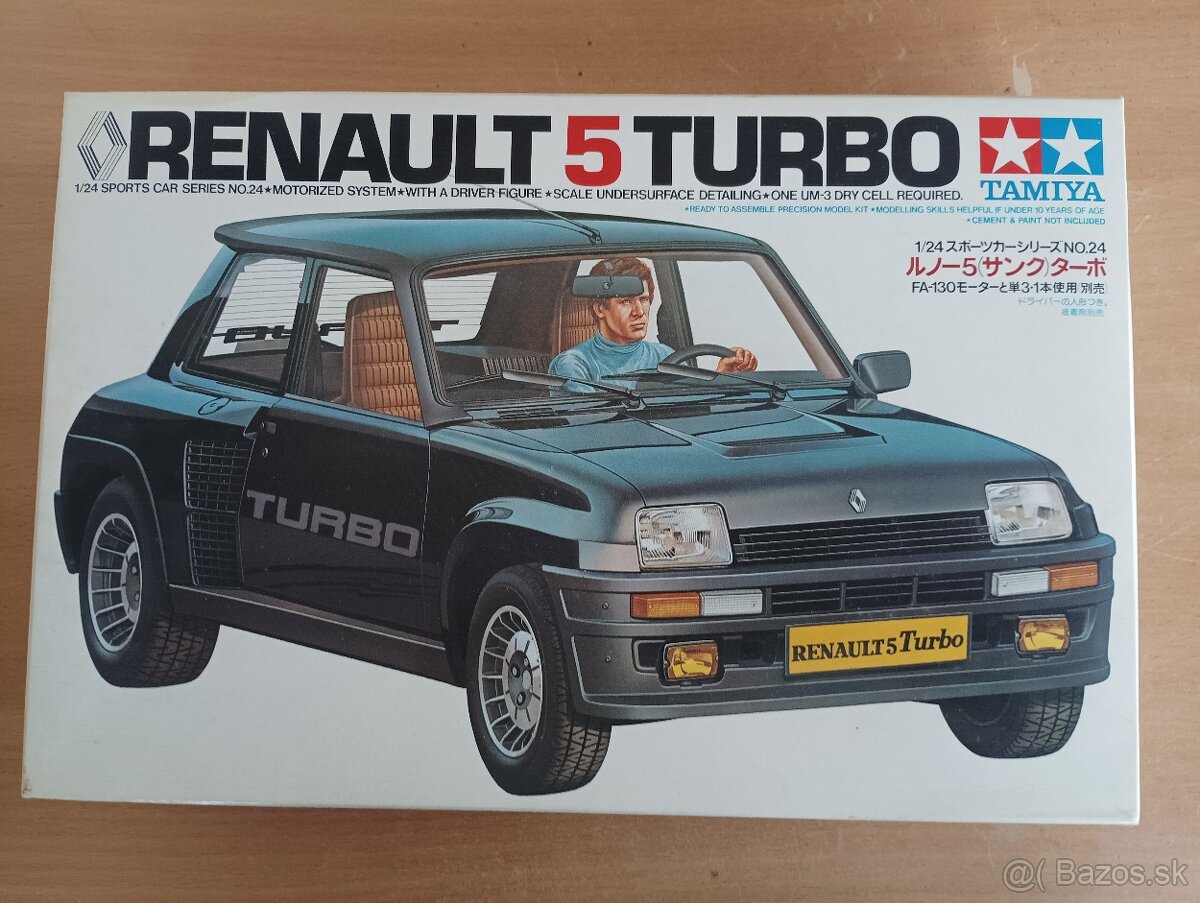 RENAULT 5 TURBO
TAMIYA
1/24 SPORTS CAR SERIES NO.24★MOTORIZED SYSTEM★WITH A DRIVER FIGURE★SCALE UNDERSURFACE DETAILING★ONE UM-3 DRY CELL REQUIRED.
★READY TO ASSEMBLE PRECISION MODEL KIT ★MODELLING SKILLS HELPFUL IF UNDER 10 YEARS OF AGE
★CEMENT & PAINT NOT INCLUDED
1/24 スポーツカーシリーズ NO.24
ルノー5(サンク)ターボ
FA-130モーターと単3・1本使用 別売)
ドライバーの人形つき。
接着剤別売
TURBO
RENAULT 5 Turbo
@( Bazos.sk